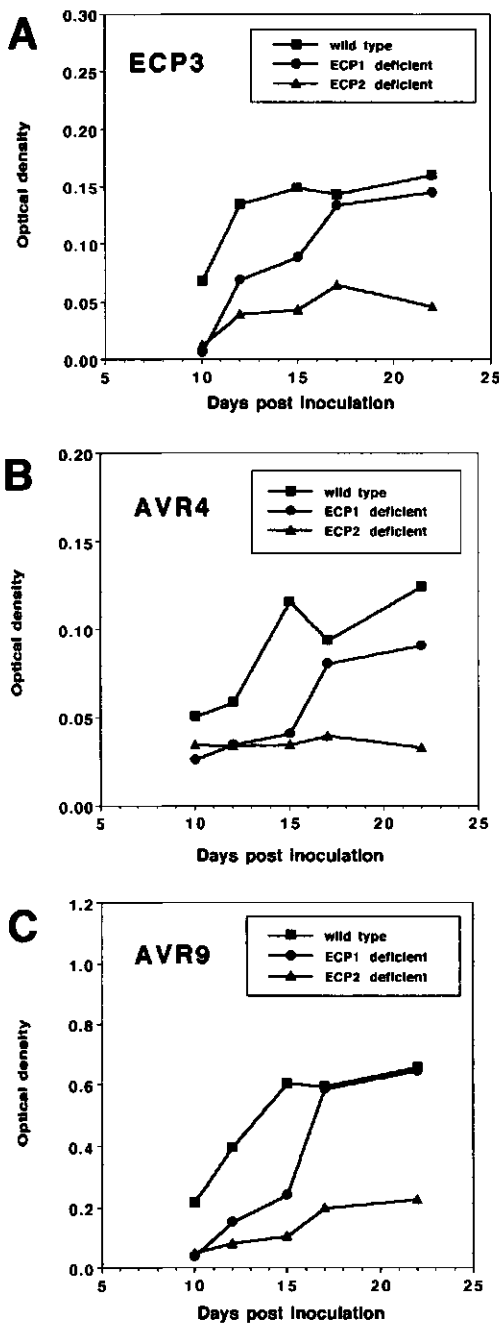 A
ECP3
wild type
ECP1 deficient
ECP2 deficient
Optical density
0.30
0.25
0.20
0.15
0.10
0.05
0.00
5
10
15
20
25
Days post inoculation
B
AVR4
wild type
ECP1 deficient
ECP2 deficient
Optical density
0.20
0.15
0.10
0.05
0.00
5
10
15
20
25
Days post inoculation
C
AVR9
wild type
ECP1 deficient
ECP2 deficient
Optical density
1.2
1.0
0.8
0.6
0.4
0.2
0.0
5
10
15
20
25
Days post inoculation